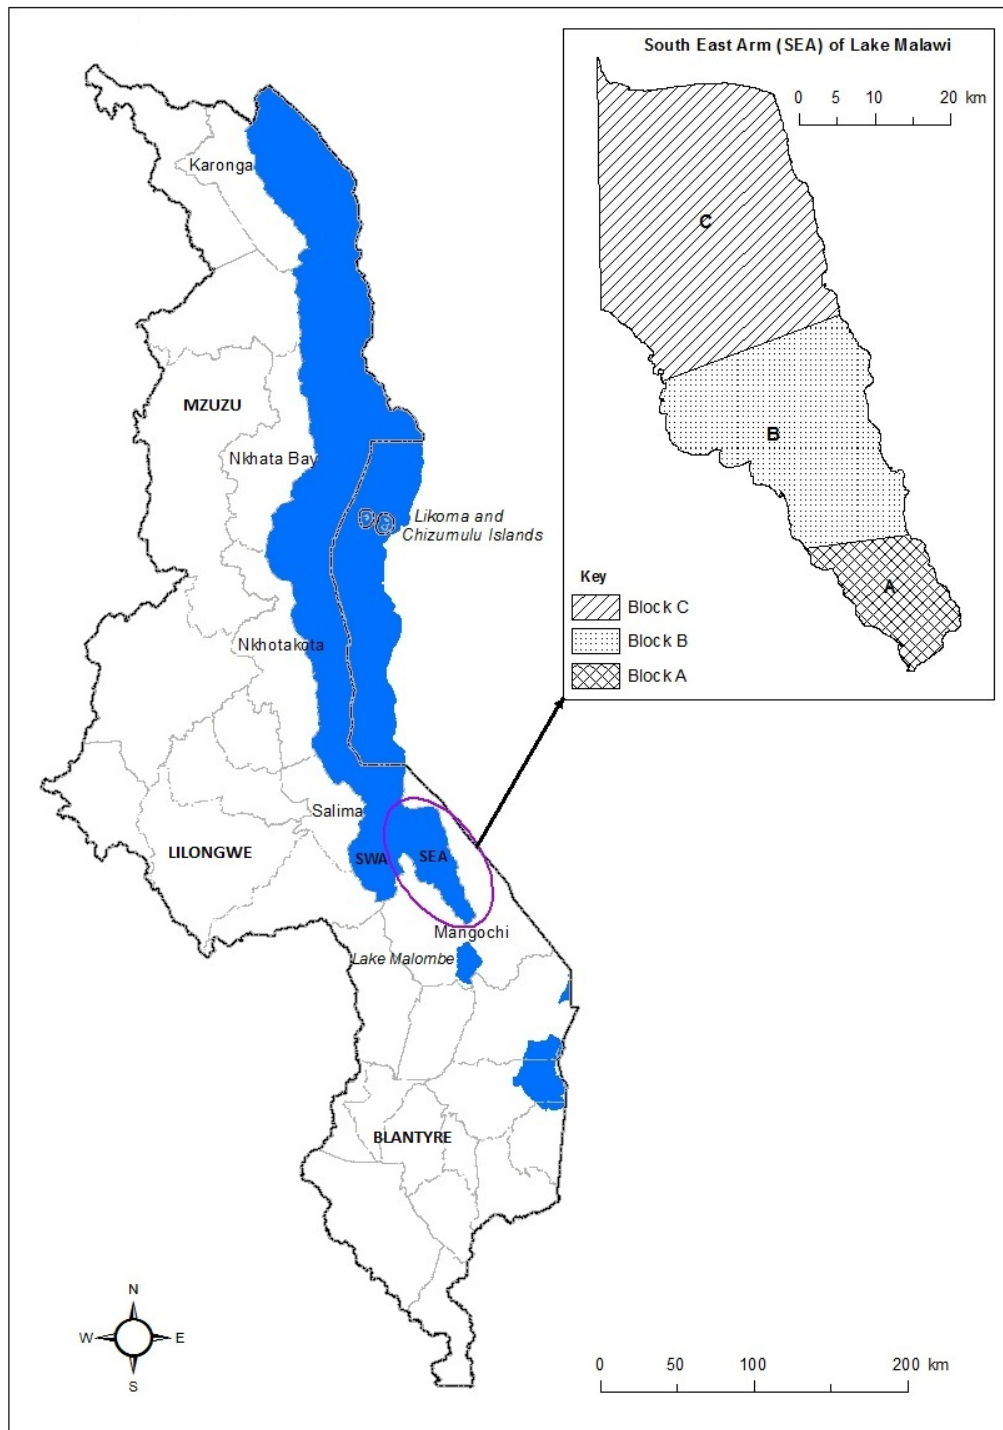 South East Arm (SEA) of Lake Malawi
0 5 10 20 km
C
B
A
Key
Block C
Block B
Block A
Karonga
MZUZU
Nkhata Bay
Likoma and
Chizumulu Islands
Nkhotakota
Salima
LILONGWE
SWA
SEA
Mangochi
Lake Malombe
BLANTYRE
N
W E
S
0 50 100 200 km